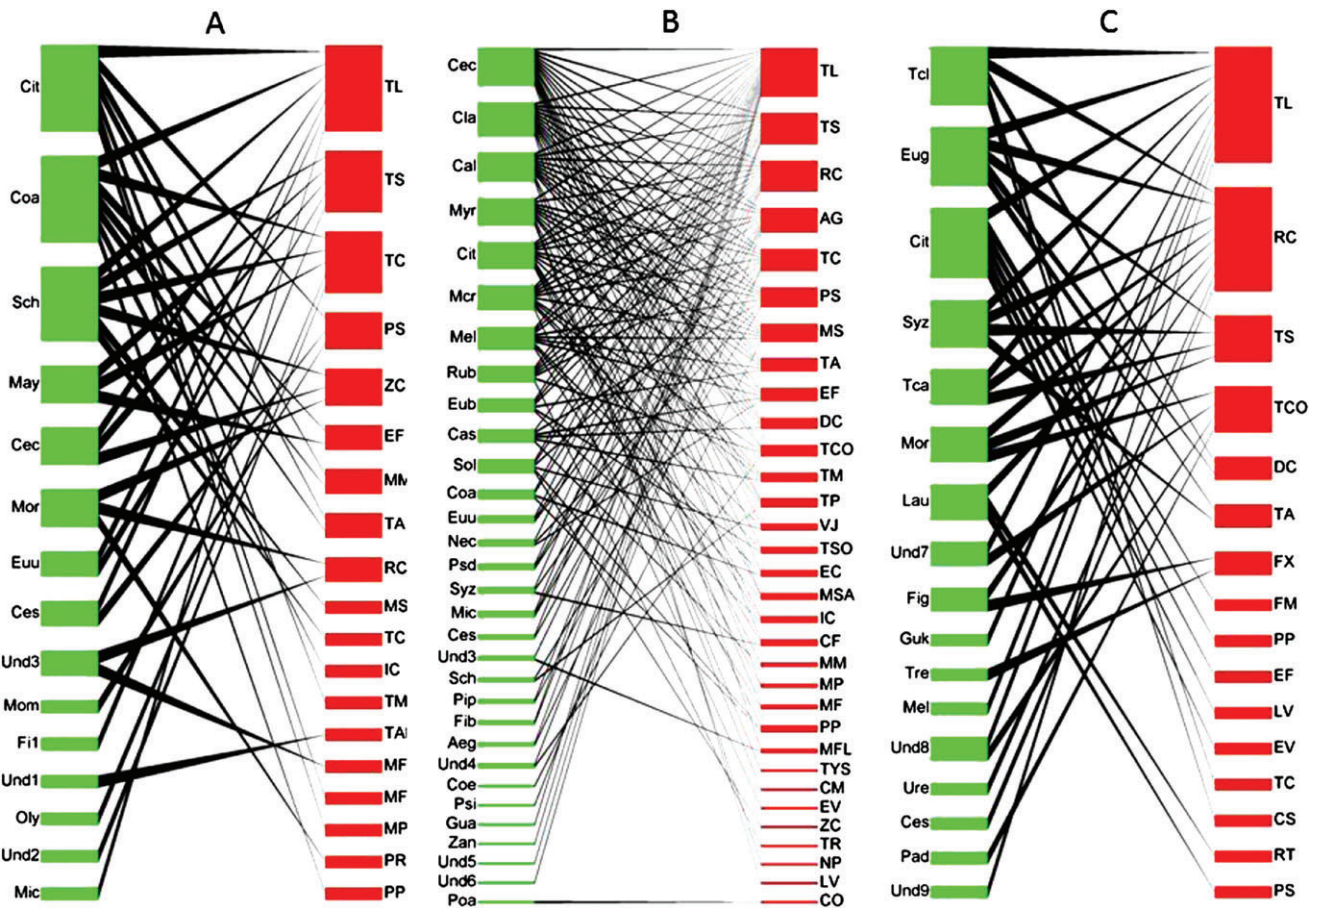 A
Cit
Coa
Sch
May
Cec
Mor
Euu
Ces
Und3
Mom
Fi1
Und1
Oly
Und2
Mic
TL
TS
TC
PS
ZC
EF
MM
TA
RC
MS
TC
IC
TM
TA
MF
MF
MP
PR
PP
B
Cec
Cla
Cal
Myr
Cit
Mcr
Mel
Rub
Eub
Cas
Sol
Coa
Euu
Nec
Psd
Syz
Mic
Ces
Und3
Sch
Pip
Fib
Aeg
Und4
Coe
Psi
Gua
Zan
Und5
Und6
Poa
TL
TS
RC
AG
TC
PS
MS
TA
EF
DC
TCO
TM
TP
VJ
TSO
EC
MSA
IC
CF
MM
MP
MF
PP
MFL
TYS
CM
EV
ZC
TR
NP
LV
CO
C
Tcl
Eug
Cit
Syz
Tca
Mor
Lau
Und7
Fig
Guk
Tre
Mel
Und8
Ure
Ces
Pad
Und9
TL
RC
TS
TCO
DC
TA
FX
FM
PP
EF
LV
EV
TC
CS
RT
PS